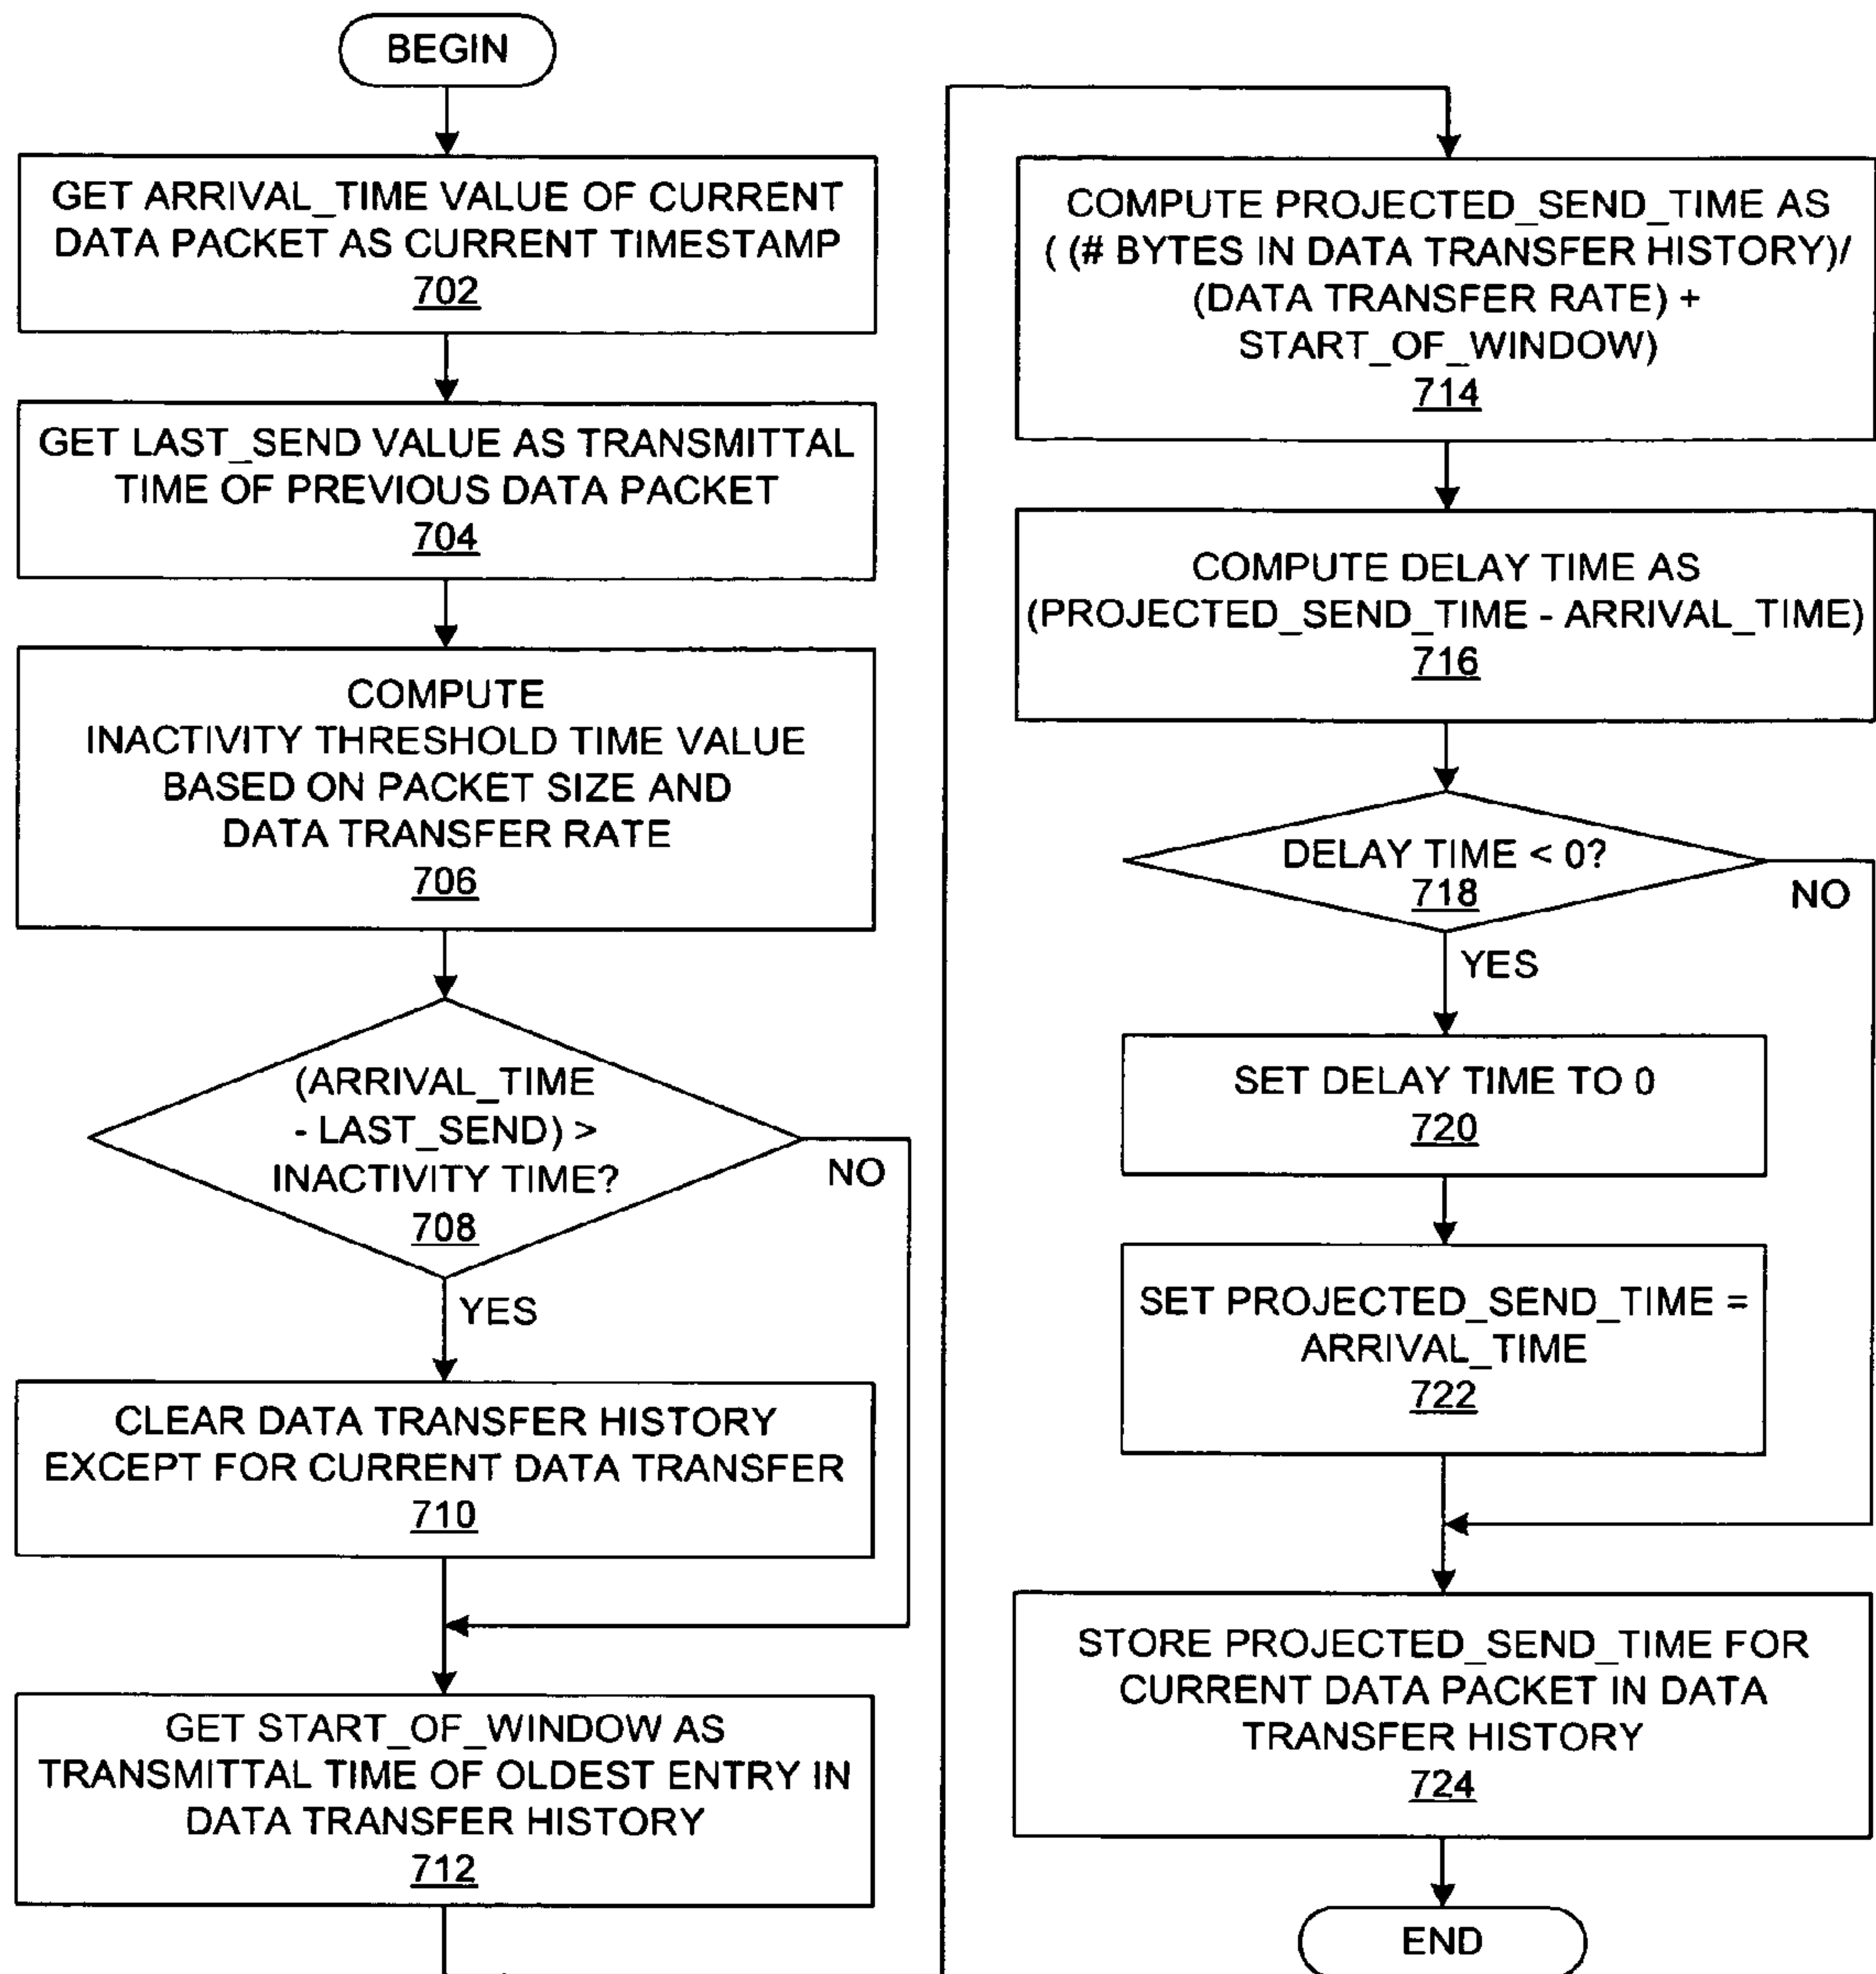 BEGIN
GET ARRIVAL_TIME VALUE OF CURRENT
DATA PACKET AS CURRENT TIMESTAMP
702
GET LAST_SEND VALUE AS TRANSMITTAL
TIME OF PREVIOUS DATA PACKET
704
COMPUTE
INACTIVITY THRESHOLD TIME VALUE
BASED ON PACKET SIZE AND
DATA TRANSFER RATE
706
(ARRIVAL_TIME
- LAST_SEND) >
INACTIVITY TIME?
708
NO
YES
CLEAR DATA TRANSFER HISTORY
EXCEPT FOR CURRENT DATA TRANSFER
710
GET START_OF_WINDOW AS
TRANSMITTAL TIME OF OLDEST ENTRY IN
DATA TRANSFER HISTORY
712
COMPUTE PROJECTED_SEND_TIME AS
( (# BYTES IN DATA TRANSFER HISTORY)/
(DATA TRANSFER RATE) +
START_OF_WINDOW)
714
COMPUTE DELAY TIME AS
(PROJECTED_SEND_TIME - ARRIVAL_TIME)
716
DELAY TIME < 0?
718
NO
YES
SET DELAY TIME TO 0
720
SET PROJECTED_SEND_TIME =
ARRIVAL_TIME
722
STORE PROJECTED_SEND_TIME FOR
CURRENT DATA PACKET IN DATA
TRANSFER HISTORY
724
END